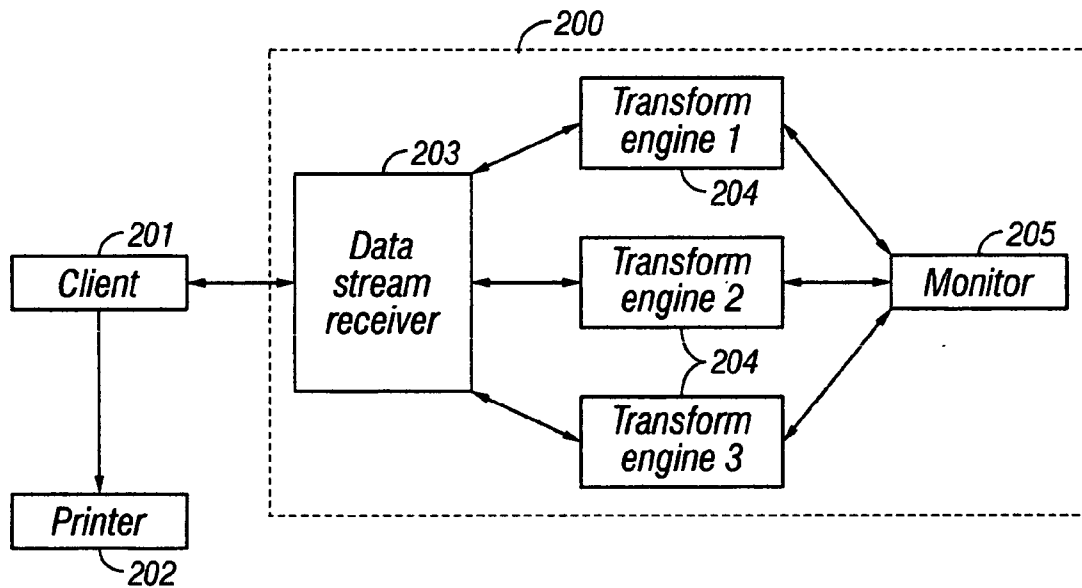 200
Transform
engine 1
204
203
Data
stream
receiver
201
Client
Transform
engine 2
204
205
Monitor
Transform
engine 3
Printer
202